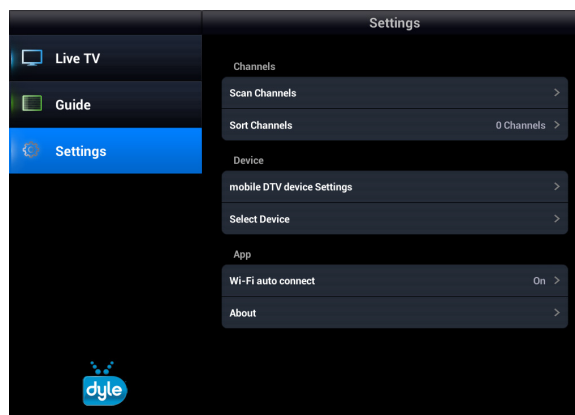 Settings
Live TV
Guide
Settings
Channels
Scan Channels
Sort Channels 0 Channels
Device
mobile DTV device Settings
Select Device
App
Wi-Fi auto connect On
About
dyle